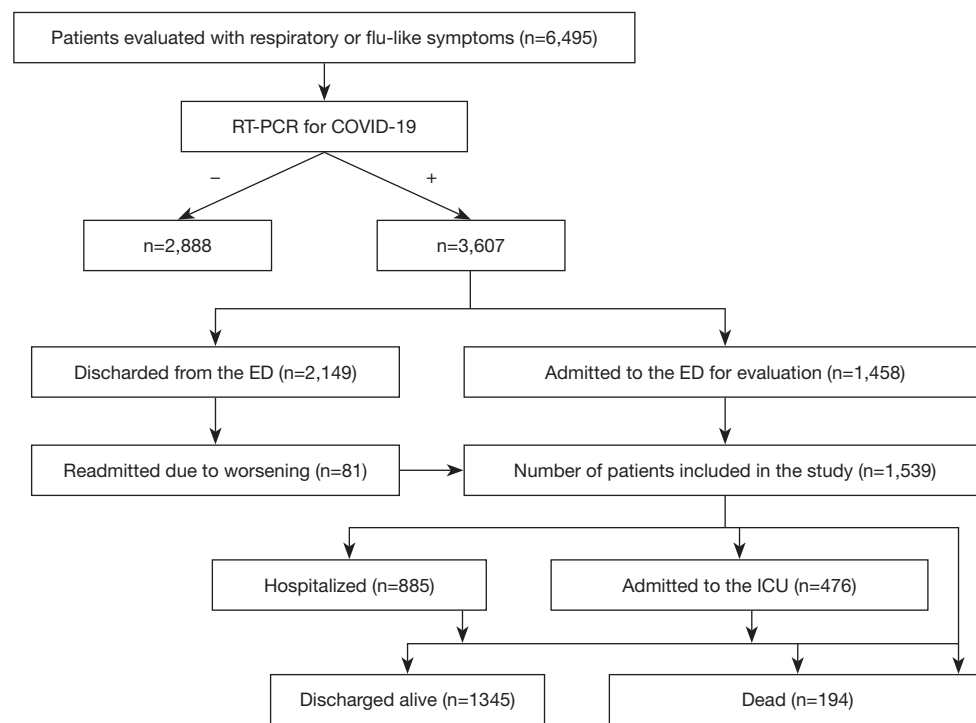 Patients evaluated with respiratory or flu-like symptoms (n=6,495)
RT-PCR for COVID-19
– +
n=2,888 n=3,607
Discharded from the ED (n=2,149) Admitted to the ED for evaluation (n=1,458)
Readmitted due to worsening (n=81) Number of patients included in the study (n=1,539)
Hospitalized (n=885) Admitted to the ICU (n=476)
Discharged alive (n=1345) Dead (n=194)